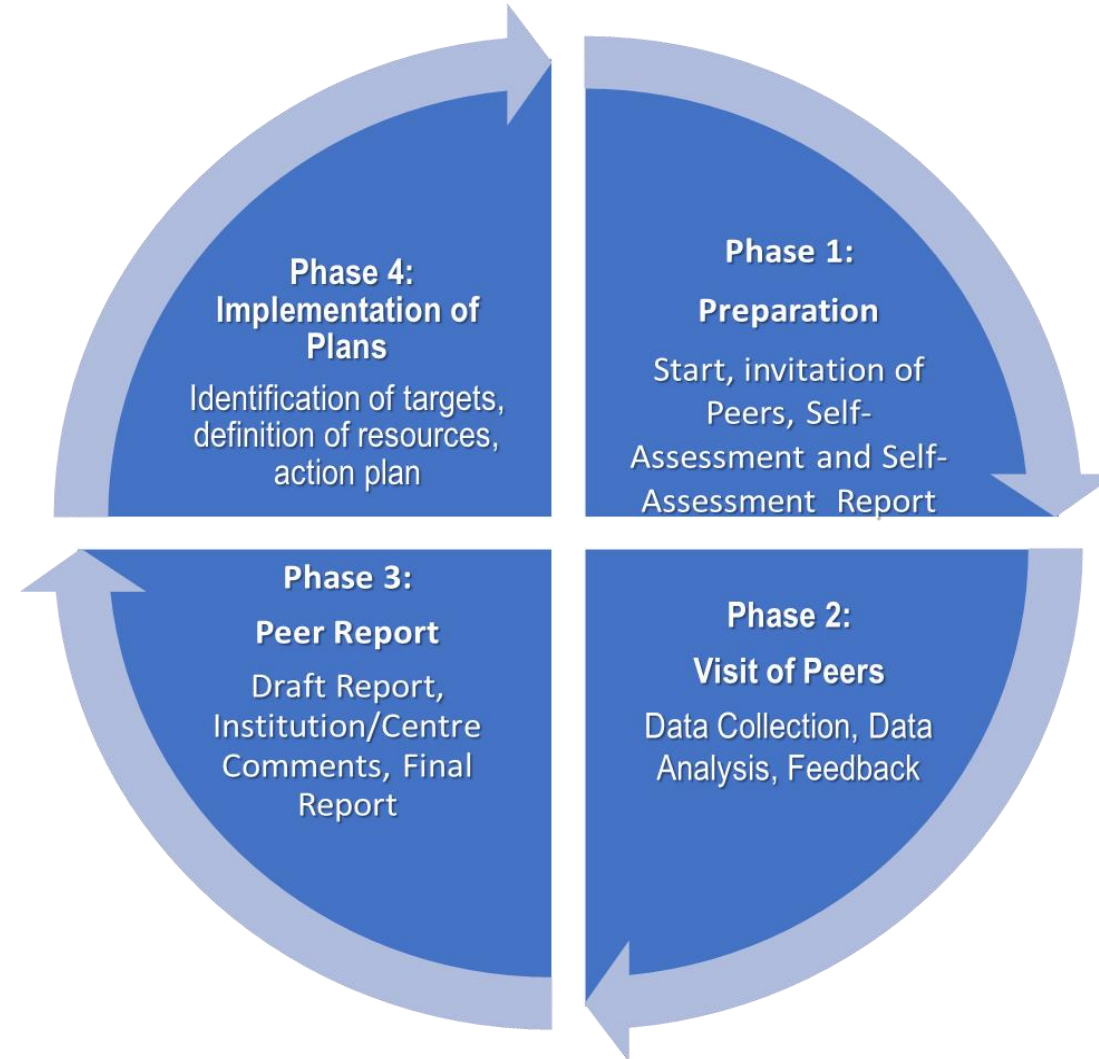 Phase 1:
Preparation
Start, invitation of
Peers, Self-
Assessment and Self-
Assessment Report
Phase 2:
Visit of Peers
Data Collection, Data
Analysis, Feedback
Phase 3:
Peer Report
Draft Report,
Institution/Centre
Comments, Final
Report
Phase 4:
Implementation of
Plans
Identification of targets,
definition of resources,
action plan